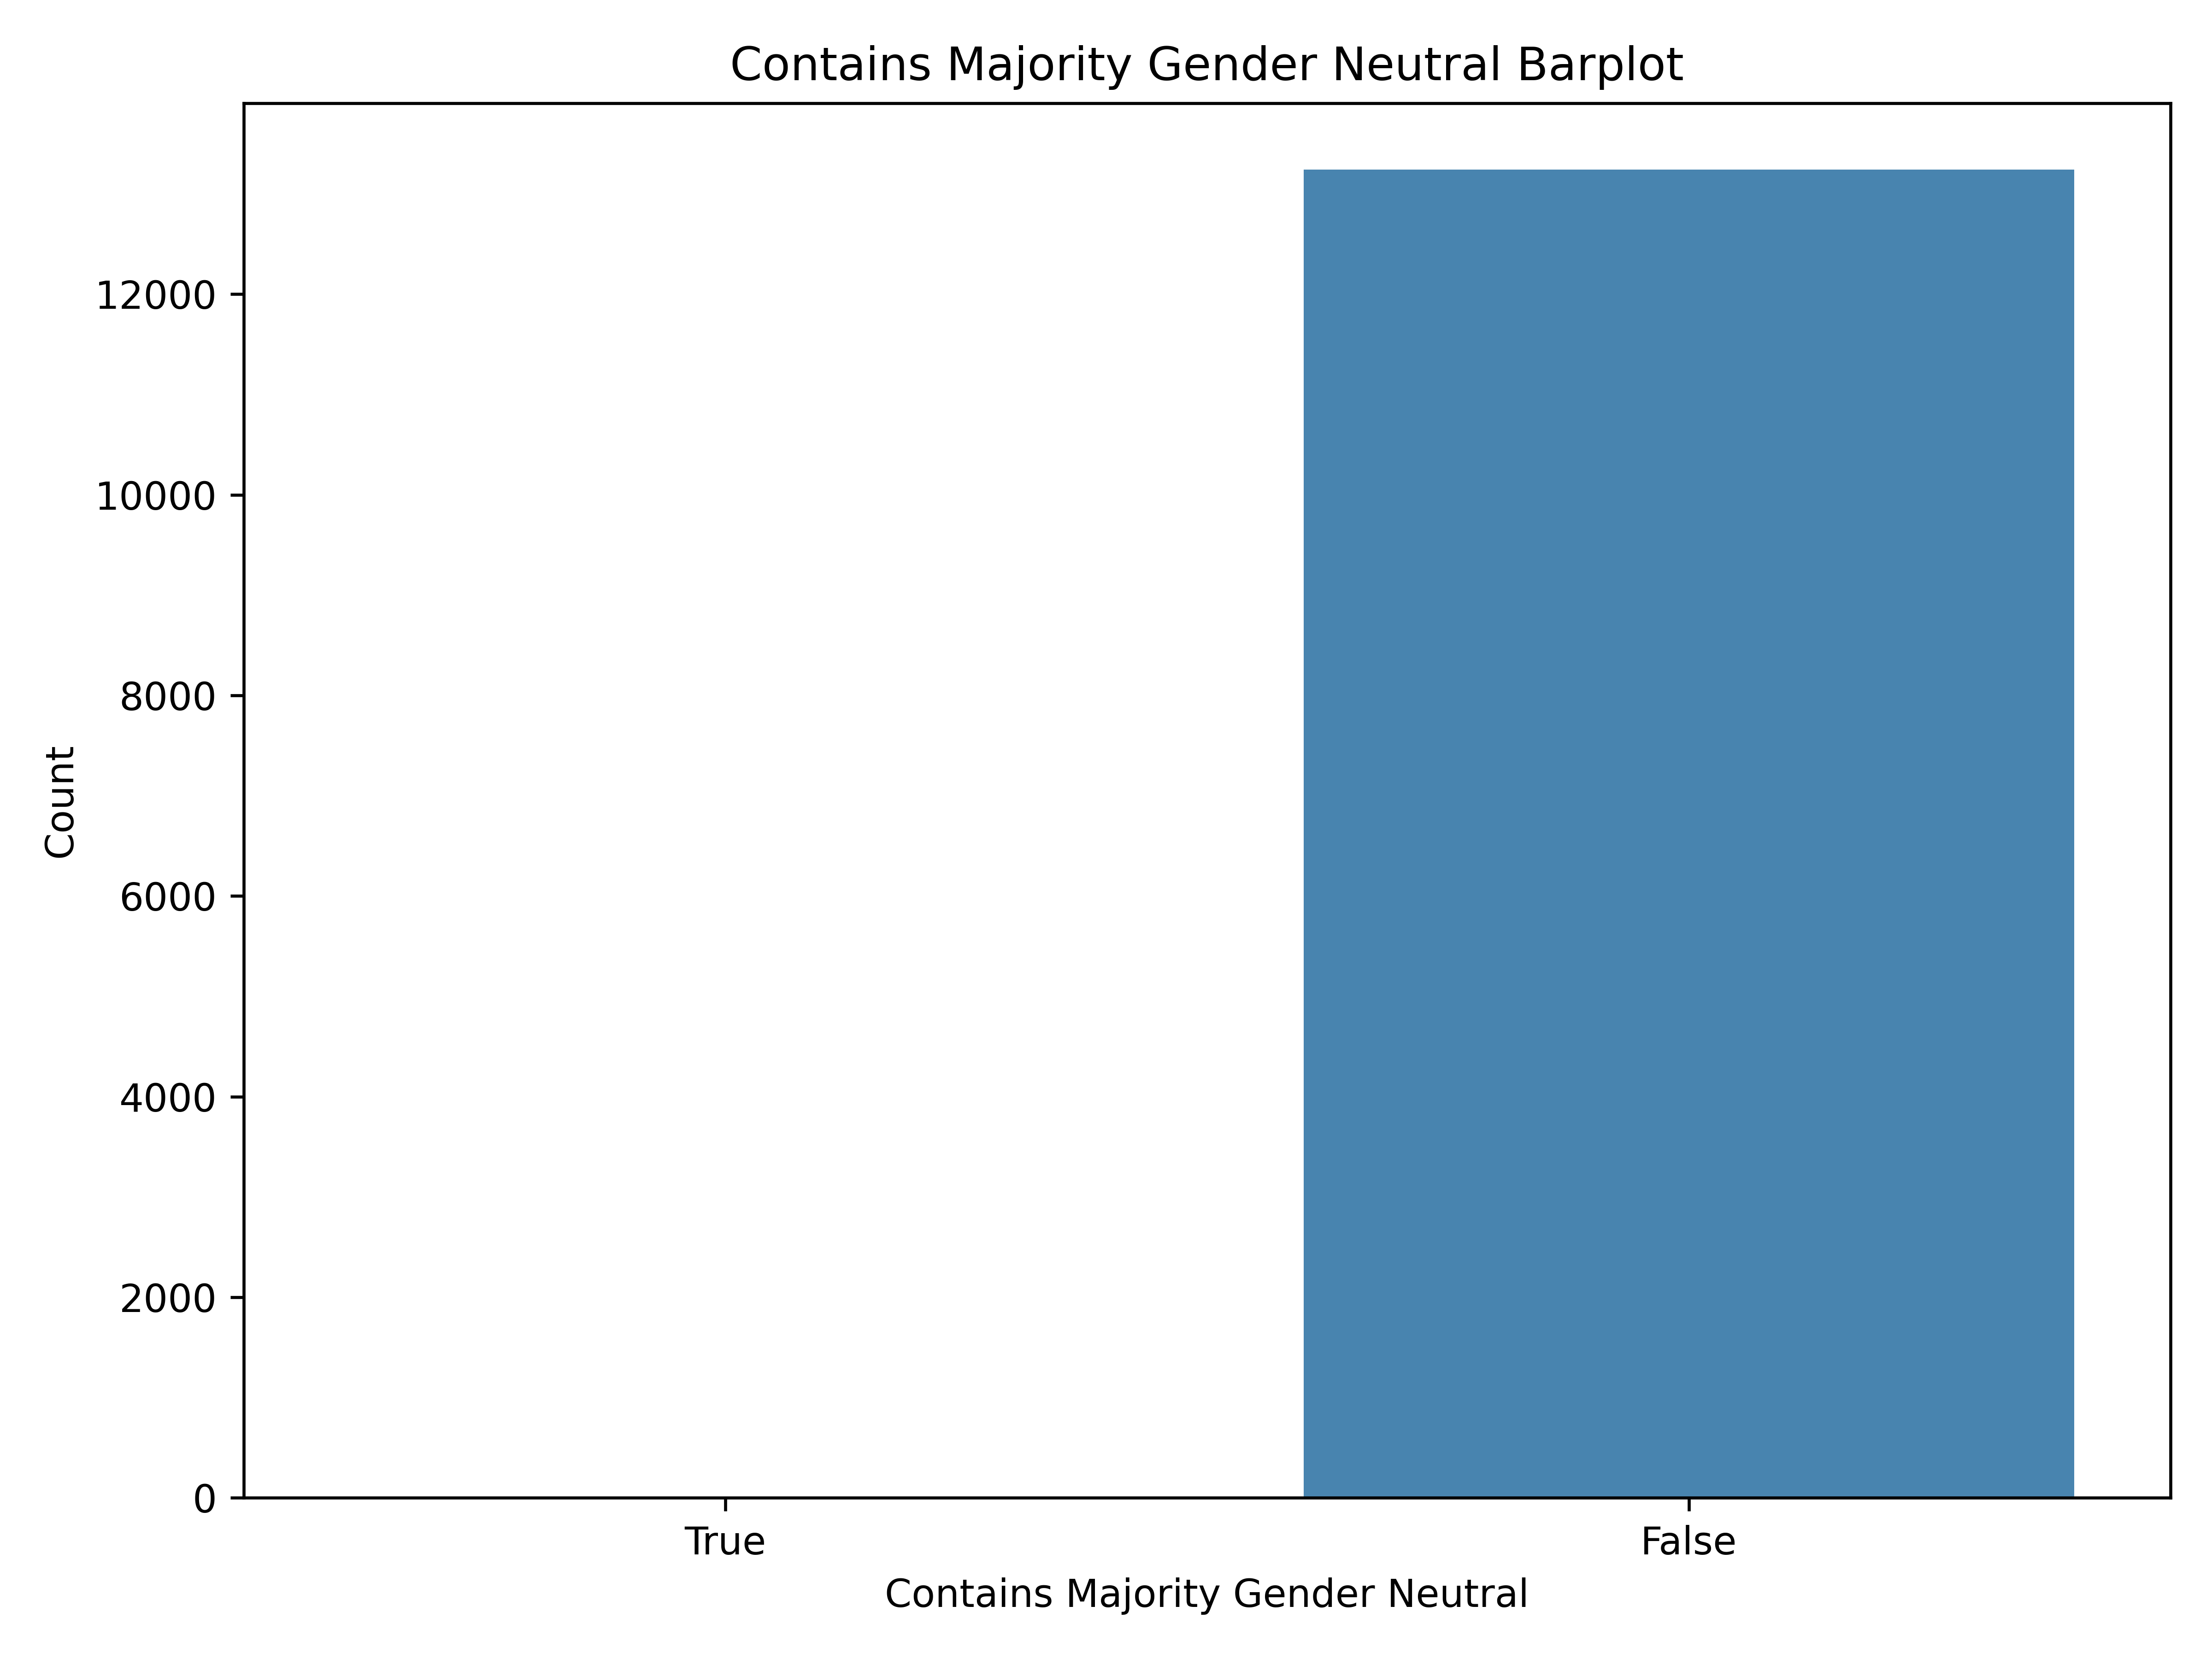 Contains Majority Gender Neutral Barplot
12000
10000
8000
6000
4000
2000
0
Count
True
False
Contains Majority Gender Neutral